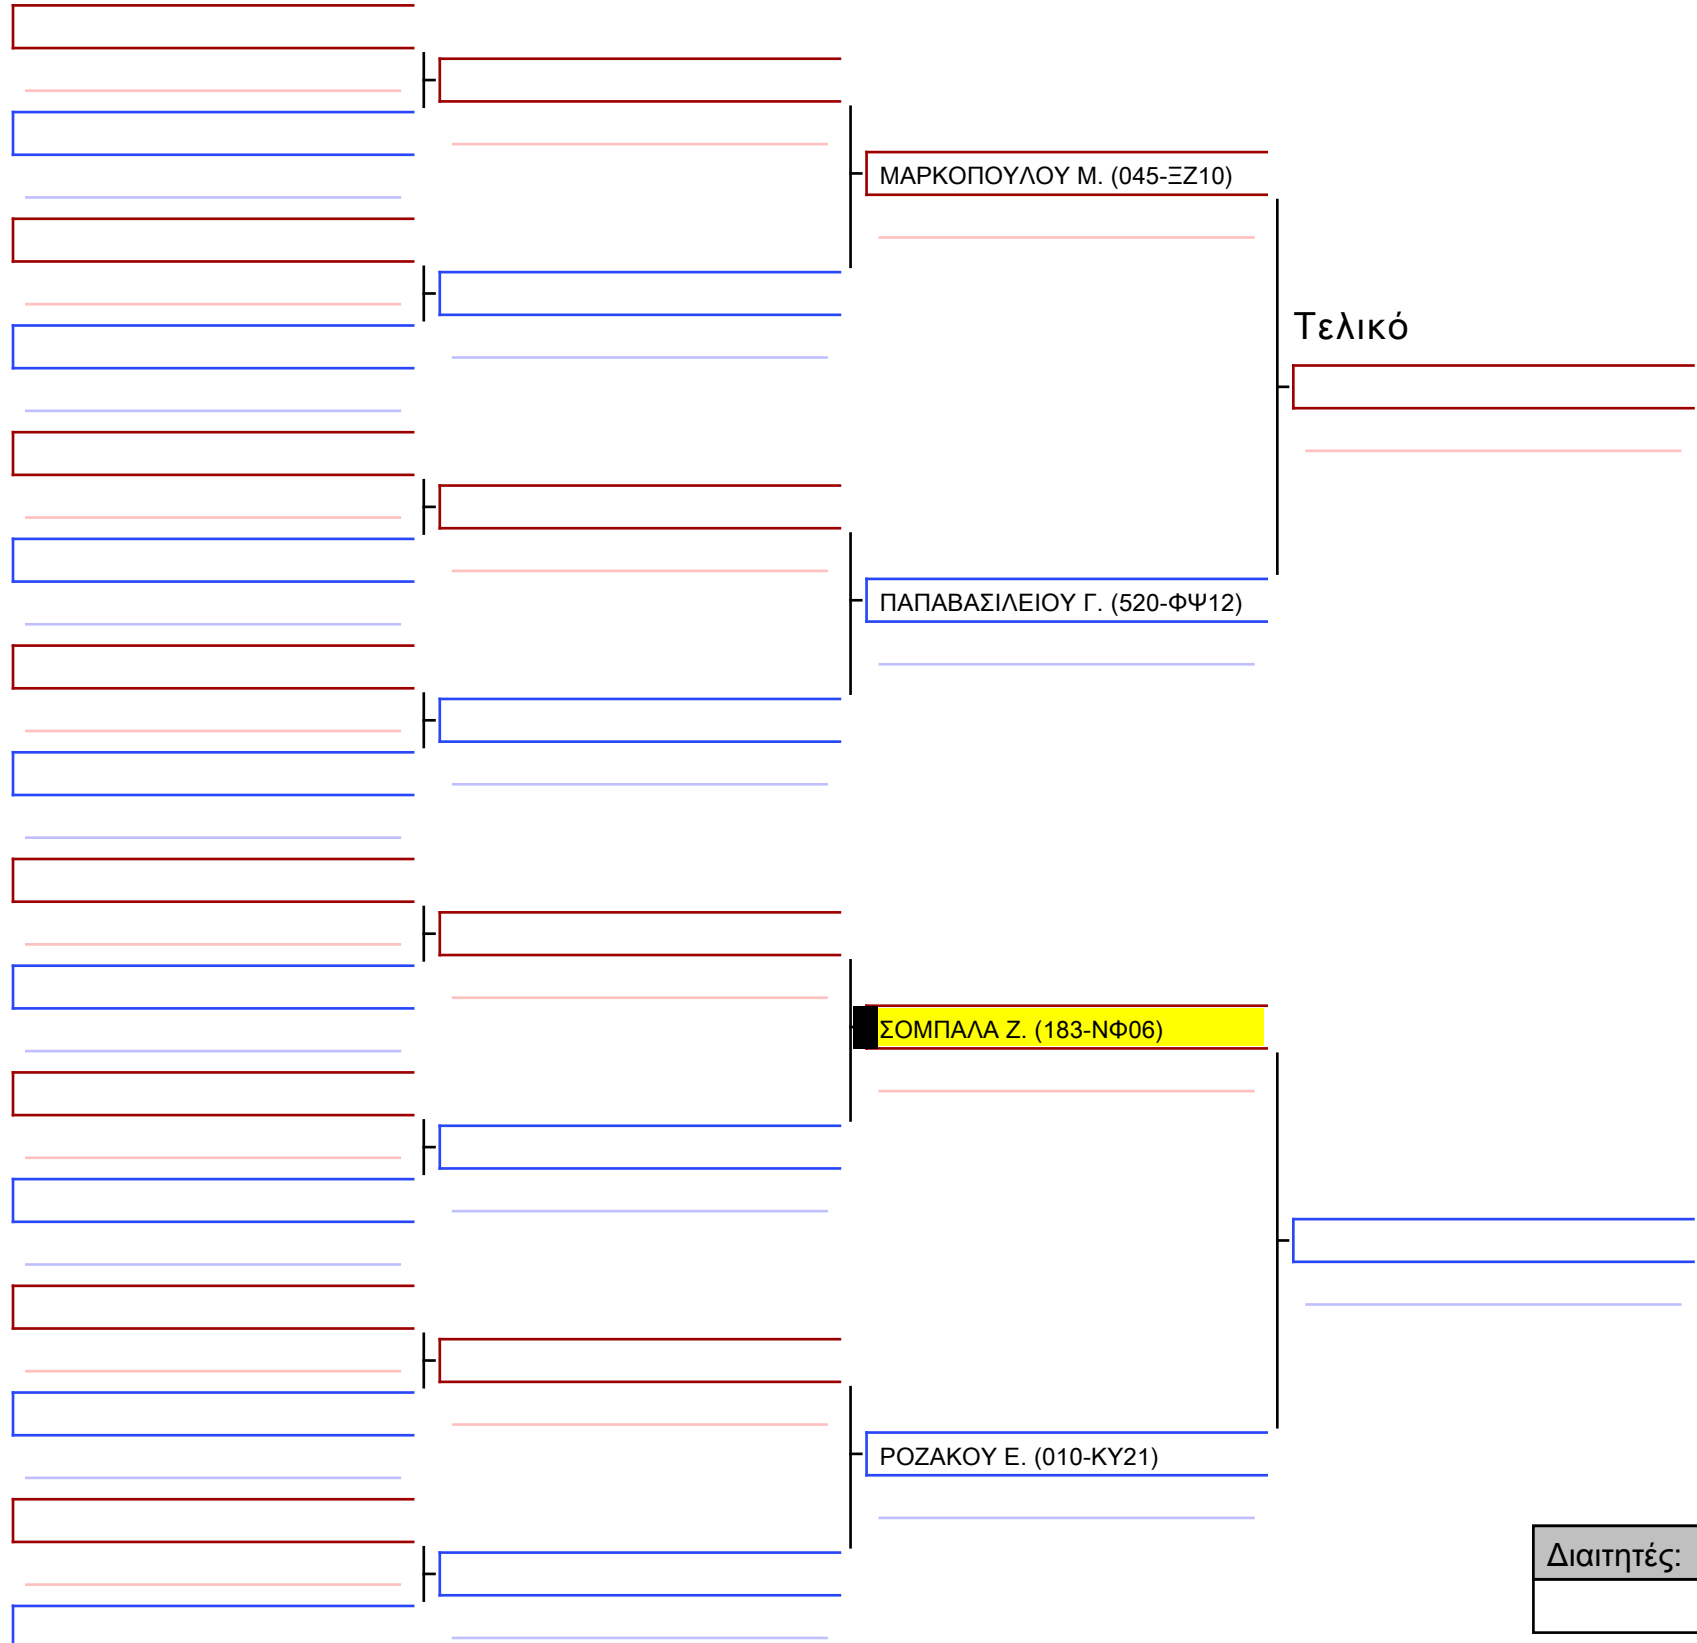 ΜΑΡΚΟΠΟΥΛΟΥ Μ. (045-ΞΖ10)
Τελικό
ΠΑΠΑΒΑΣΙΛΕΙΟΥ Γ. (520-ΦΨ12)
ΣΟΜΠΑΛΑ Ζ. (183-ΝΦ06)
ΡΟΖΑΚΟΥ Ε. (010-ΚΥ21)
Διαιτητές: